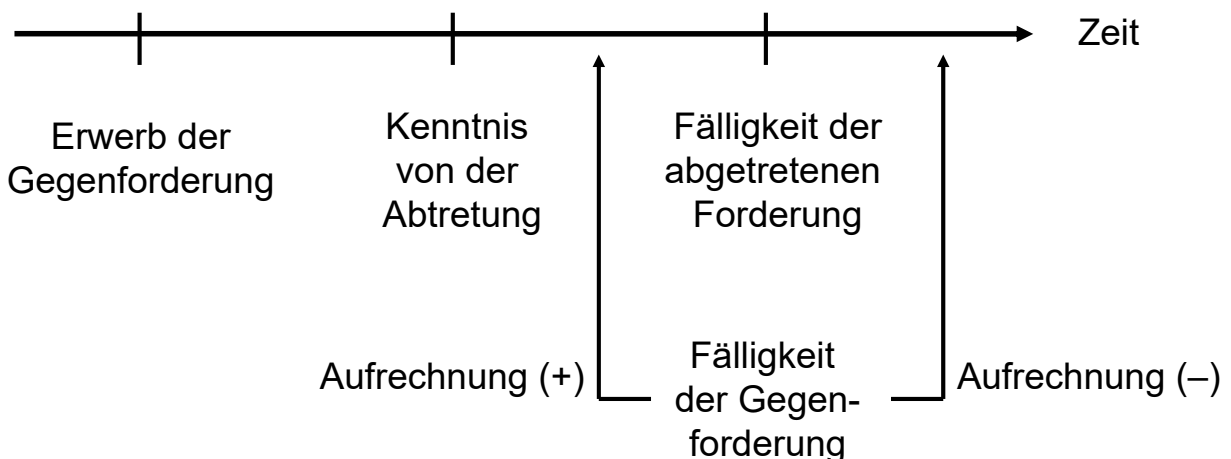 Zeit
Erwerb der
Gegenforderung
Kenntnis
von der
Abtretung
Fälligkeit der
abgetretenen
Forderung
Aufrechnung (+)
Fälligkeit
der Gegen-
forderung
Aufrechnung (–)